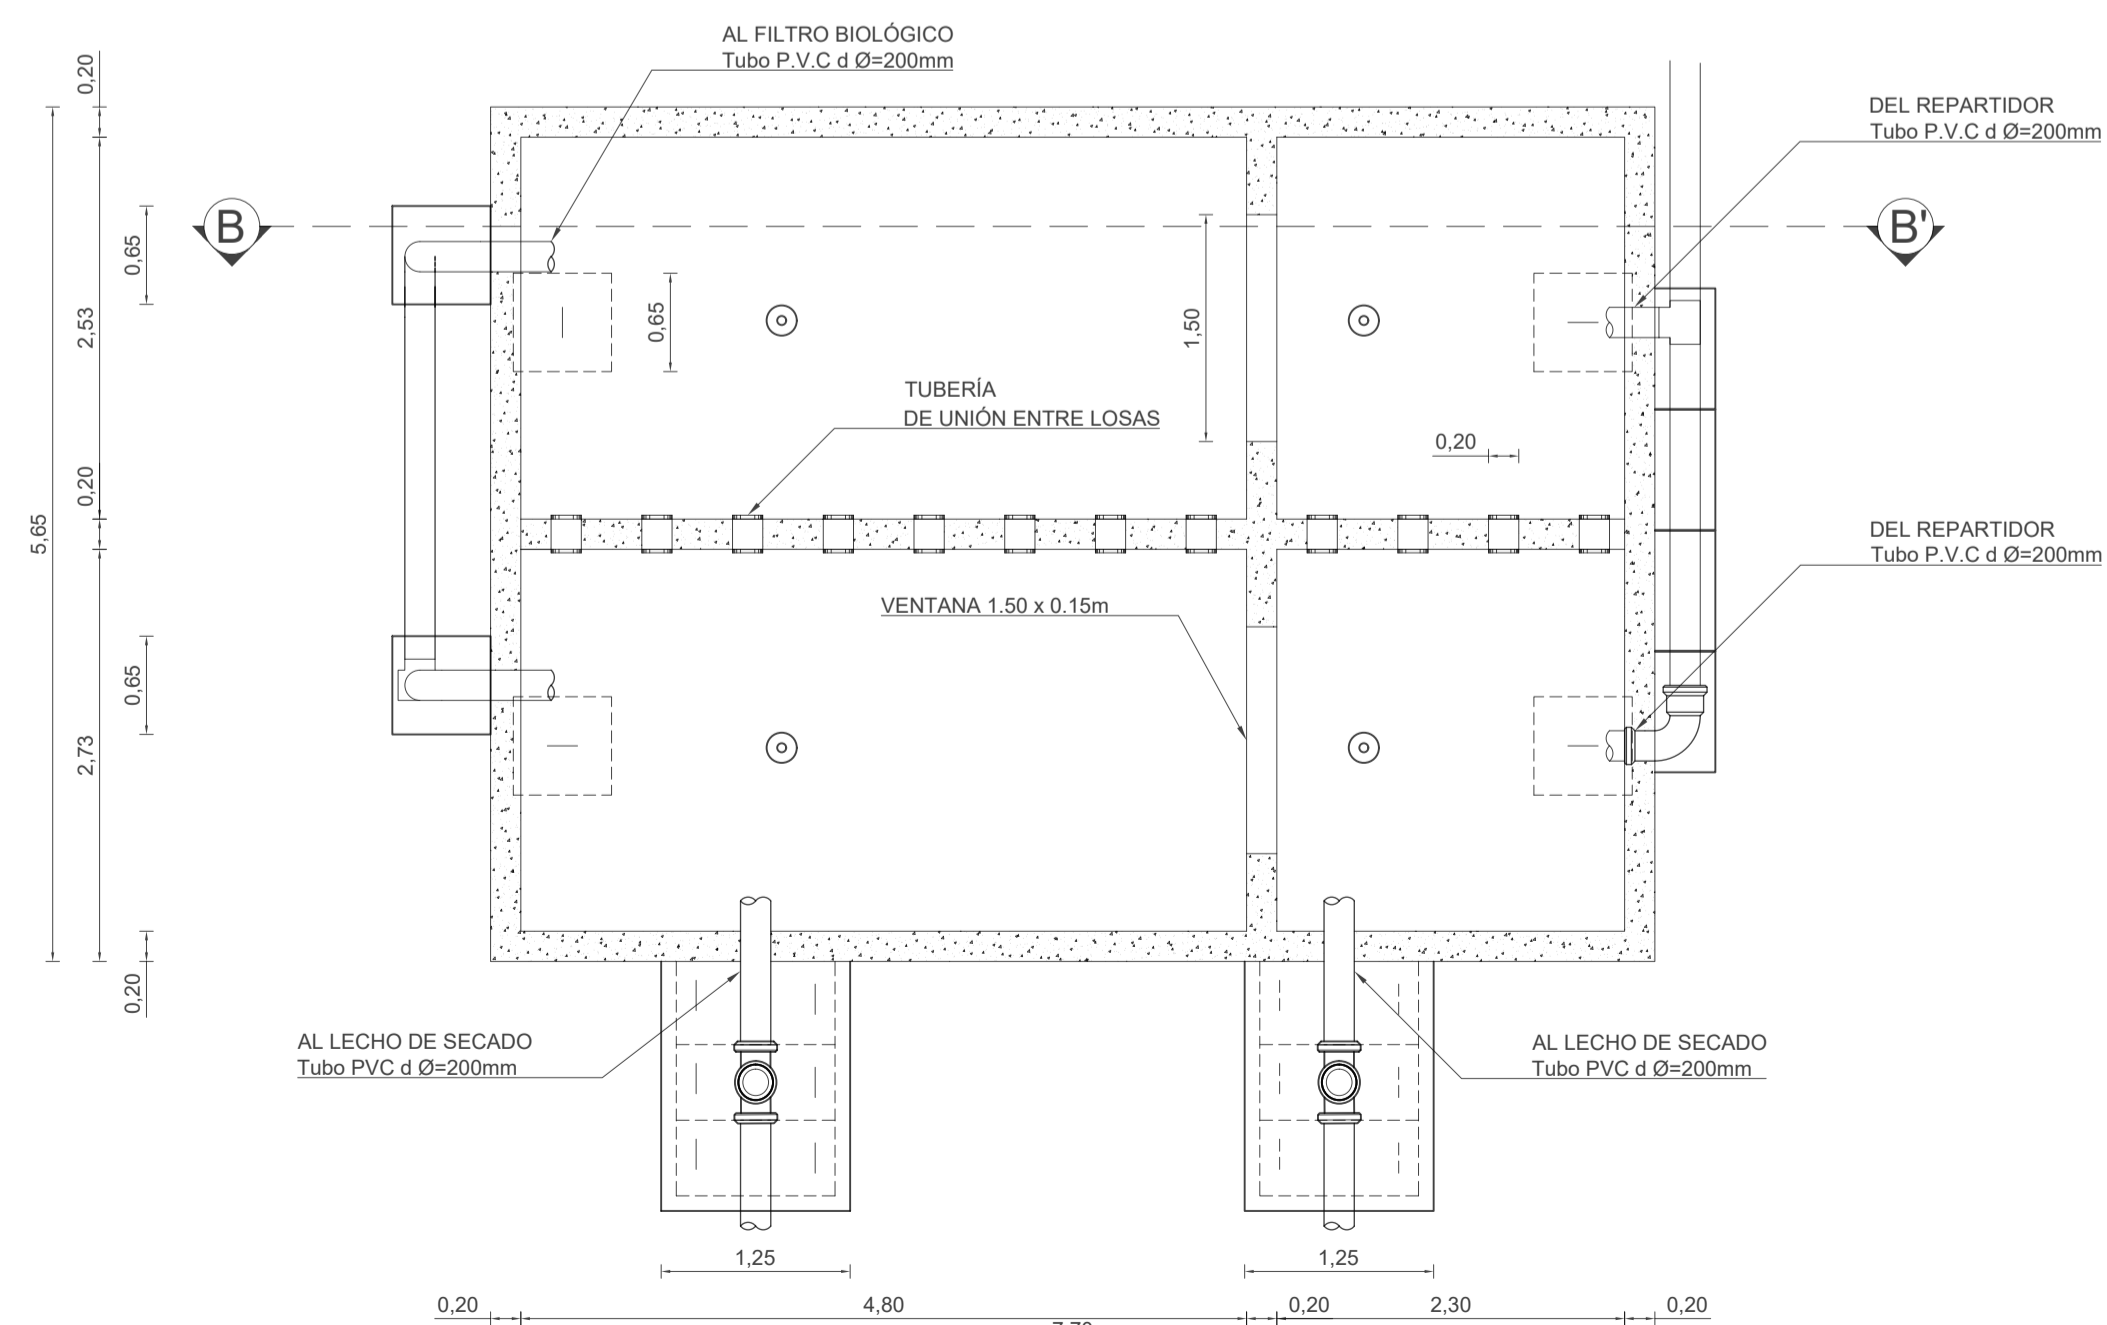 AL FILTRO BIOLÓGICO
Tubo P.V.C d Ø=200mm
0,20
DEL REPARTIDOR
Tubo P.V.C d Ø=200mm
B
B'
0,65
2,53
0,65
1,50
TUBERÍA
DE UNIÓN ENTRE LOSAS
0,20
0,20
5,65
DEL REPARTIDOR
Tubo P.V.C d Ø=200mm
VENTANA 1.50 x 0.15m
0,65
2,73
0,20
AL LECHO DE SECADO
Tubo PVC d Ø=200mm
AL LECHO DE SECADO
Tubo PVC d Ø=200mm
1,25
1,25
0,20
4,80
0,20
2,30
0,20